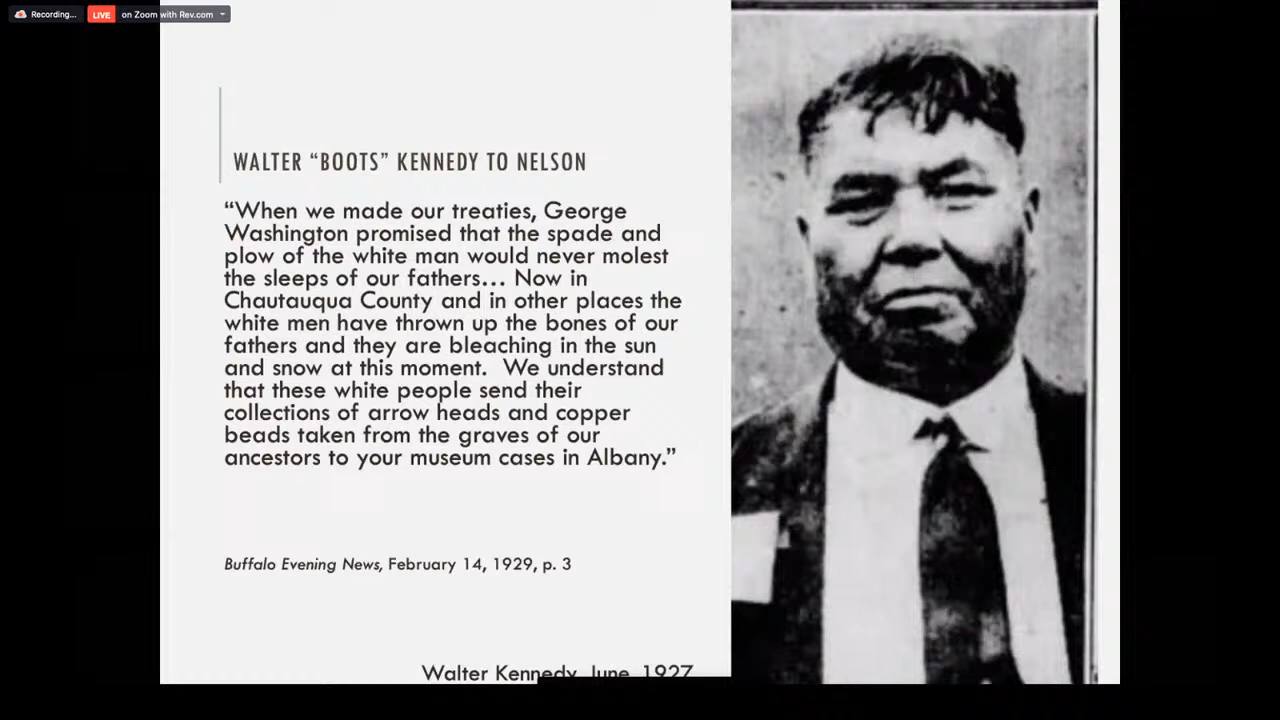 Recording...
LIVE on Zoom with Rev.com
WALTER “BOOTS” KENNEDY TO NELSON
“When we made our treaties, George
Washington promised that the spade and
plow of the white man would never molest
the sleeps of our fathers... Now in
Chautauqua County and in other places the
white men have thrown up the bones of our
fathers and they are bleaching in the sun
and snow at this moment.  We understand
that these white people send their
collections of arrow heads and copper
beads taken from the graves of our
ancestors to your museum cases in Albany.”
Buffalo Evening News, February 14, 1929, p. 3
Walter Kennedy, June, 1927